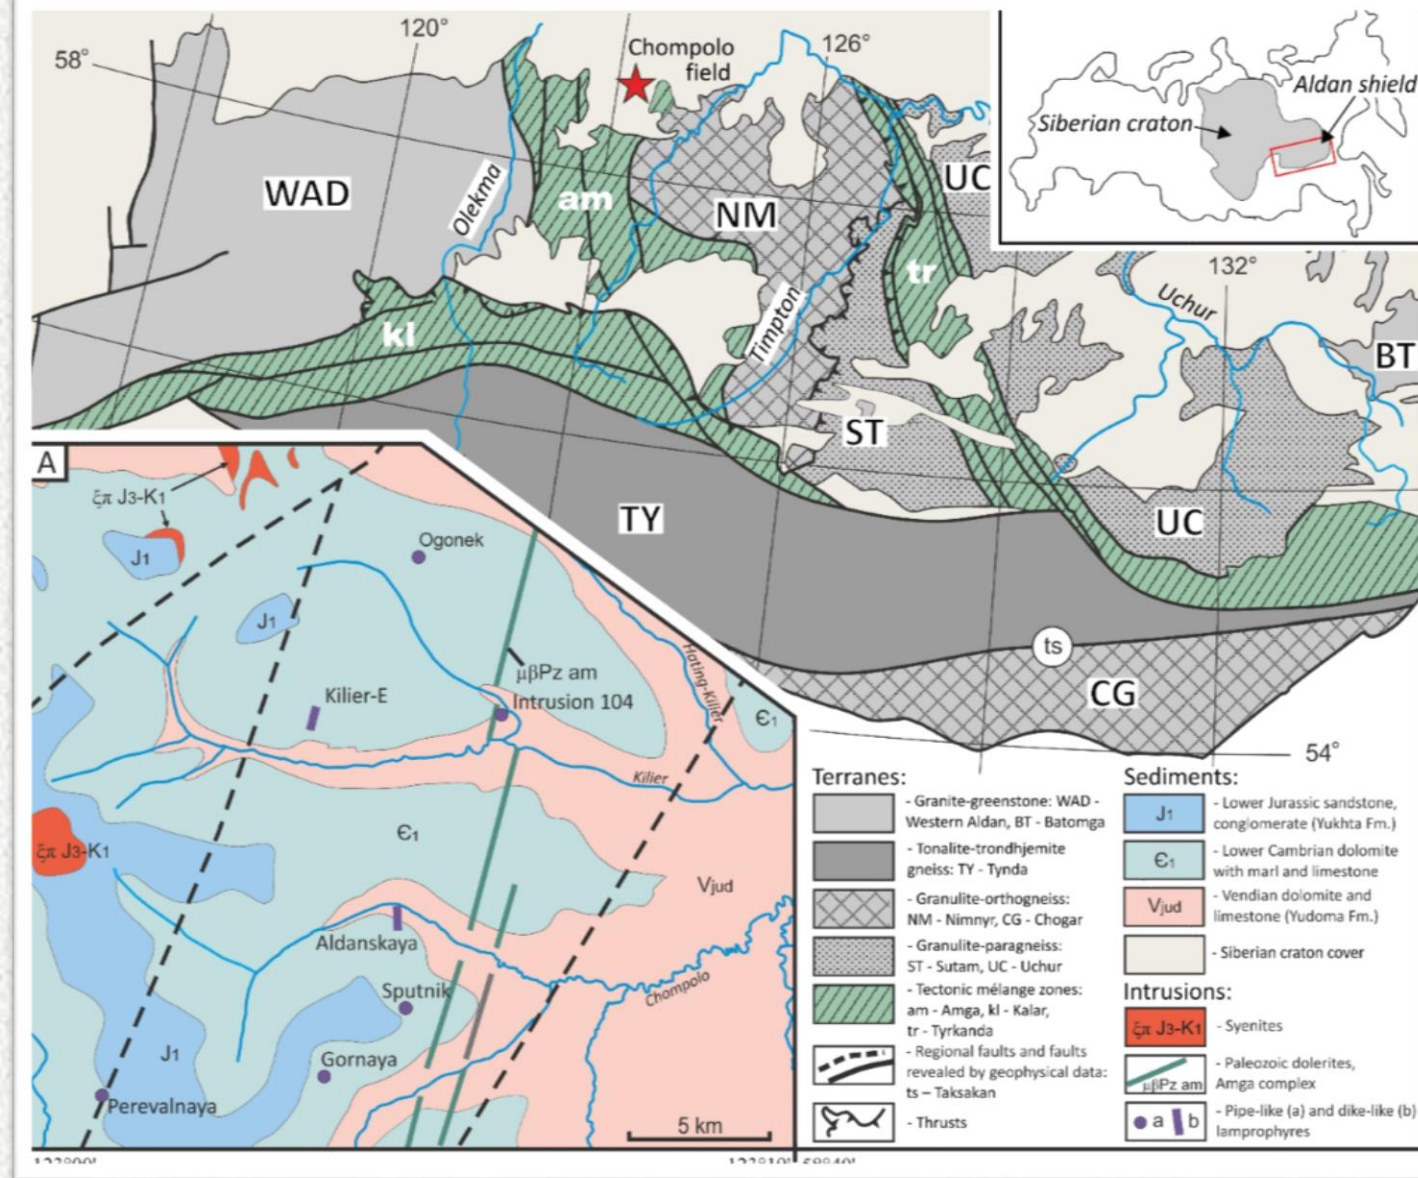 58°
120°
126°
Chompolo
field
Aldan shield
Siberian craton
WAD
Olekma
am
NM
UC
tr
132°
Uchur
kl
Timpton
BT
ST
TY
UC
ts
CG
54°
A
ξπ J3-K1
J1
Ogonek
J1
μβPz am
Intrusion 104
Hating-Kilier
Kilier-E
Є1
Kilier
Є1
ξπ J3-K1
Vjud
Aldanskaya
Sputnik
Chompolo
J1
Gornaya
Perevalnaya
5 km
Terranes:
- Granite-greenstone: WAD -
Western Aldan, BT - Batomga
- Tonalite-trondhjemite
gneiss: TY - Tynda
- Granulite-orthogneiss:
NM - Nimnyr, CG - Chogar
- Granulite-paragneiss:
ST - Sutam, UC - Uchur
- Tectonic mélange zones:
am - Amga, kl - Kalar,
tr - Tyrkanda
- Regional faults and faults
revealed by geophysical data:
ts – Taksakan
- Thrusts
Sediments:
J1 - Lower Jurassic sandstone,
conglomerate (Yukhta Fm.)
Є1 - Lower Cambrian dolomite
with marl and limestone
Vjud - Vendian dolomite and
limestone (Yudoma Fm.)
- Siberian craton cover
Intrusions:
ξπ J3-K1 - Syenites
μβPz am - Paleozoic dolerites,
Amga complex
a b - Pipe-like (a) and dike-like (b)
lamprophyres